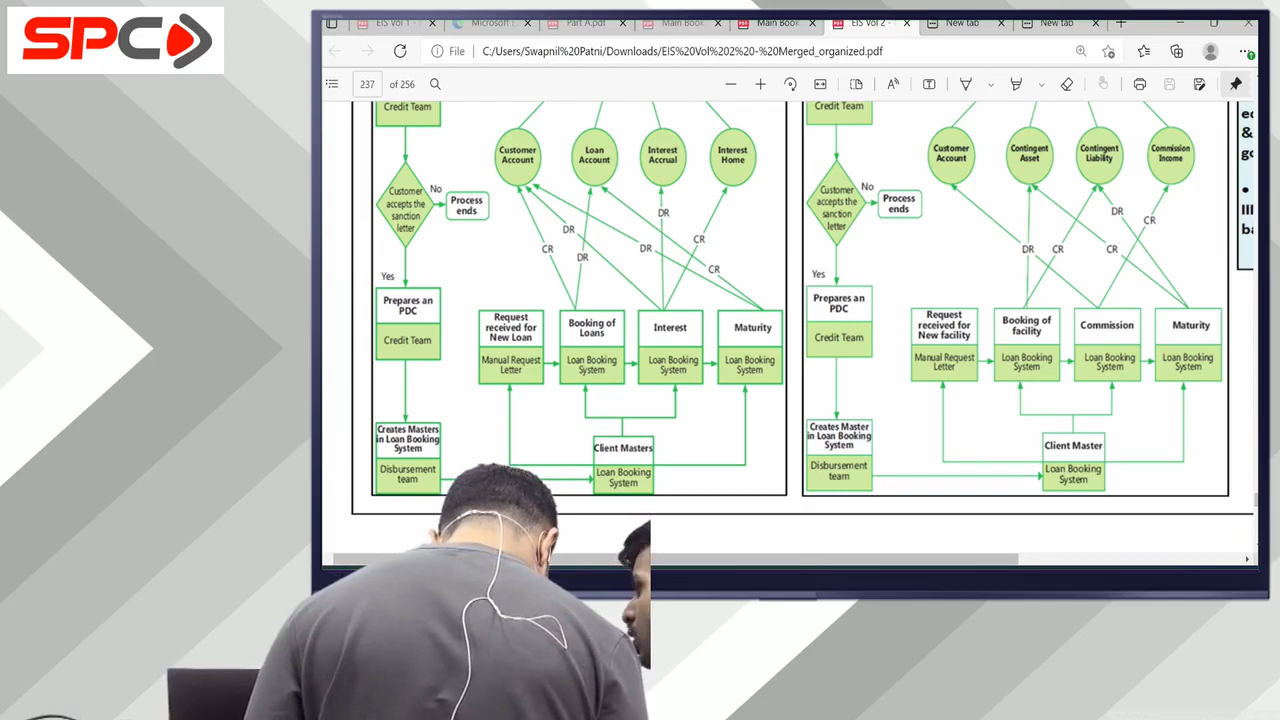 SPC
EIS Vol 1 -
Microsoft
Part A.pdf
Main Book
Main Book
EIS Vol 2 -
New tab
New tab
File
C:/Users/Swapnil%20Patni/Downloads/EIS%20Vol%202%20-%20Merged_organized.pdf
237 of 256
Credit Team
Customer
accepts the
sanction
letter
No
Process
ends
Yes
Prepares an
PDC
Credit Team
Creates Masters
in Loan Booking
System
Disbursement
team
Customer
Account
Loan
Account
Interest
Accrual
Interest
Home
CR
DR
DR
DR
DR
CR
CR
Request
received for
New Loan
Manual Request
Letter
Booking of
Loans
Loan Booking
System
Interest
Loan Booking
System
Maturity
Loan Booking
System
Client Masters
Loan Booking
System
Credit Team
Customer
accepts the
sanction
letter
No
Process
ends
Yes
Prepares an
PDC
Credit Team
Creates Master
in Loan Booking
System
Disbursement
team
Customer
Account
Contingent
Asset
Contingent
Liability
Commission
Income
DR
CR
DR
CR
CR
Request
received for
New facility
Manual Request
Letter
Booking of
facility
Loan Booking
System
Commission
Loan Booking
System
Maturity
Loan Booking
System
Client Master
Loan Booking
System